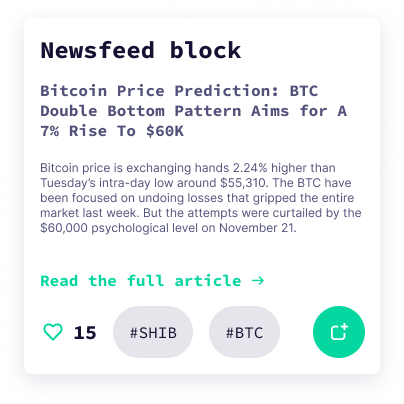 Newsfeed block
Bitcoin Price Prediction: BTC
Double Bottom Pattern Aims for A
7% Rise To $60K
Bitcoin price is exchanging hands 2.24% higher than
Tuesday’s intra-day low around $55,310. The BTC have
been focused on undoing losses that gripped the entire
market last week. But the attempts were curtailed by the
$60,000 psychological level on November 21.
Read the full article →
15 #SHIB #BTC